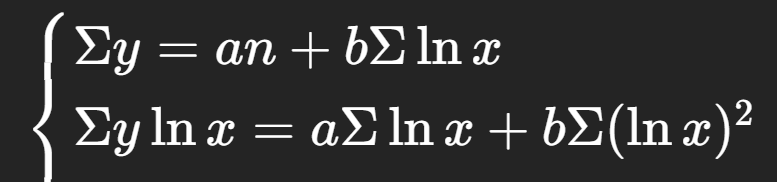 Σy = an + bΣ ln x
Σy ln x = aΣ ln x + bΣ(ln x)²